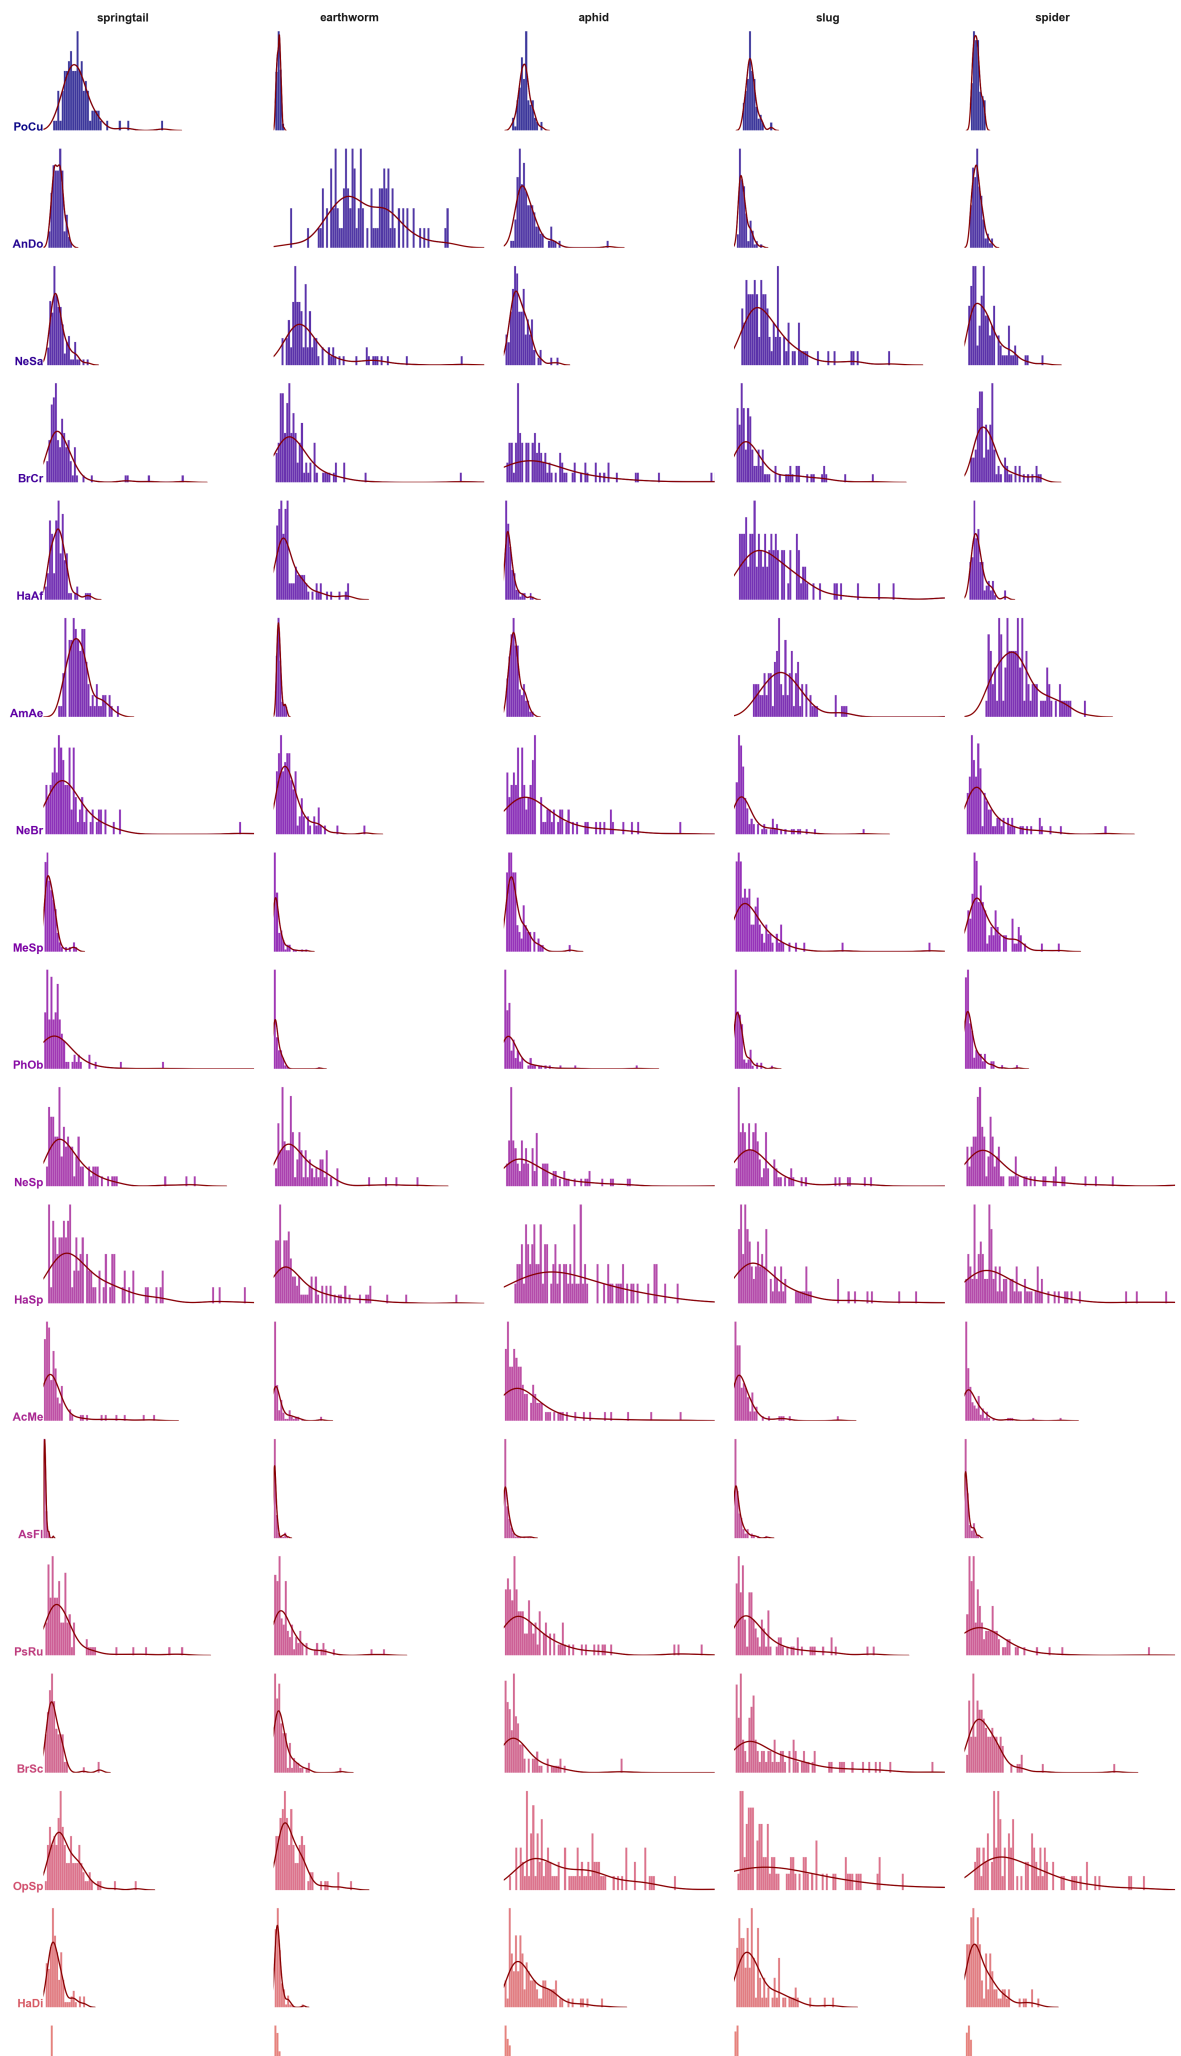 springtail earthworm aphid slug spider
PoCu
AnDo
NeSa
BrCr
HaAf
AmAe
NeBr
MeSp
PhOb
NeSp
HaSp
AcMe
AsFl
PsRu
BrSc
OpSp
HaDi